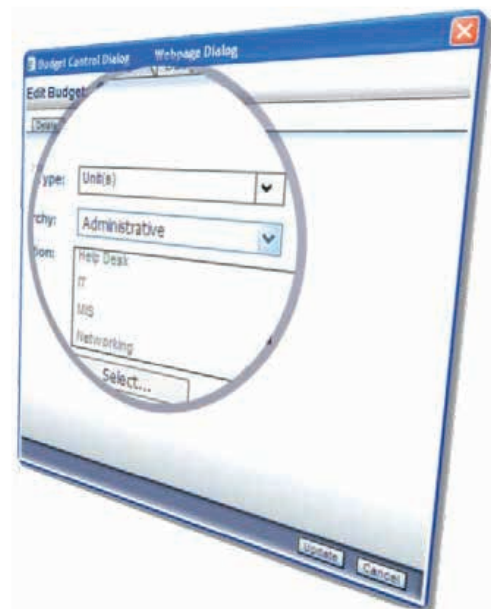 Budget Control Dialog Webpage Dialog
Edit Budget
Type: Unit(s)
rchy: Administrative
tion: Help Desk
IT
MIS
Networking
Select...
Update Cancel